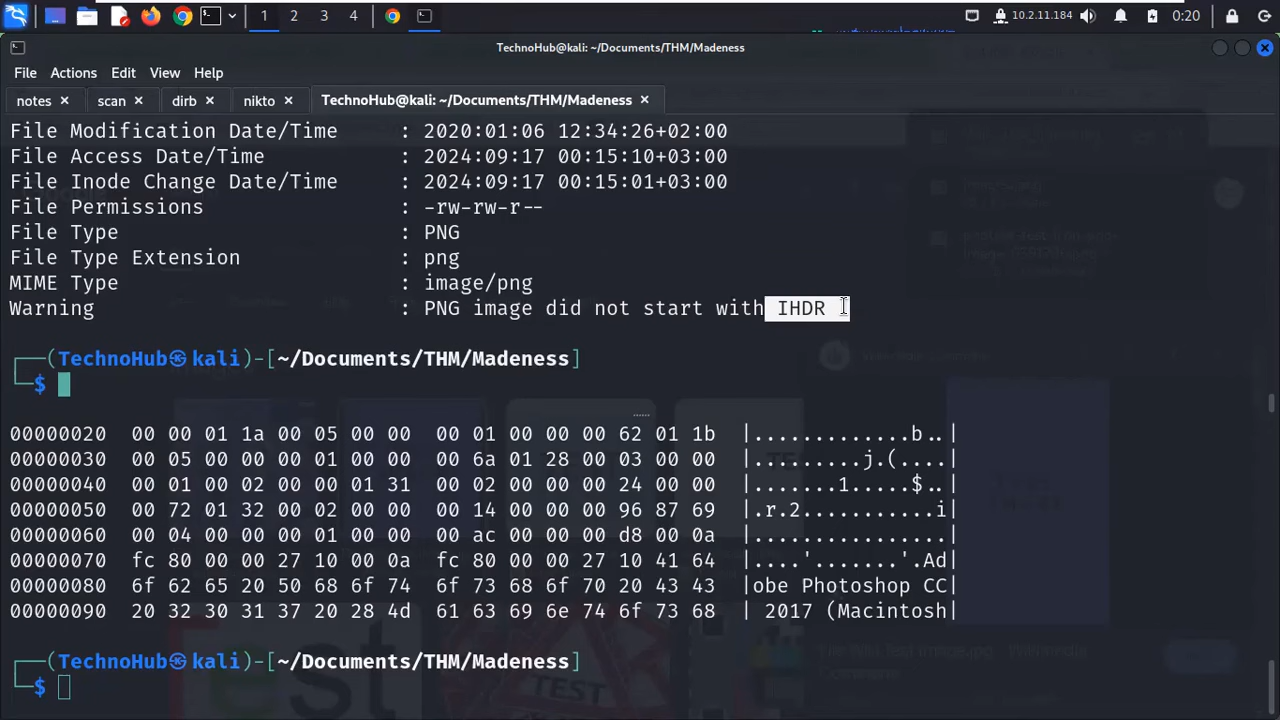 1 2 3 4 10.2.11.184 0:20
TechnoHub@kali: ~/Documents/THM/Madeness
File Actions Edit View Help
notes scan dirb nikto TechnoHub@kali: ~/Documents/THM/Madeness
File Modification Date/Time : 2020:01:06 12:34:26+02:00
File Access Date/Time : 2024:09:17 00:15:10+03:00
File Inode Change Date/Time : 2024:09:17 00:15:01+03:00
File Permissions : -rw-rw-r--
File Type : PNG
File Type Extension : png
MIME Type : image/png
Warning : PNG image did not start with IHDR
┌──(TechnoHub㉿kali)-[~/Documents/THM/Madeness]
└─$
00000020 00 00 01 1a 00 05 00 00 00 01 00 00 00 62 01 1b |.............b..|
00000030 00 05 00 00 00 01 00 00 00 6a 01 28 00 03 00 00 |.........j.(....|
00000040 00 01 00 02 00 00 01 31 00 02 00 00 00 24 00 00 |.......1.....$..|
00000050 00 72 01 32 00 02 00 00 00 14 00 00 00 96 87 69 |.r.2...........i|
00000060 00 04 00 00 00 01 00 00 00 ac 00 00 00 d8 00 0a |................|
00000070 fc 80 00 00 27 10 00 0a fc 80 00 00 27 10 41 64 |....'.......'.Ad|
00000080 6f 62 65 20 50 68 6f 74 6f 73 68 6f 70 20 43 43 |obe Photoshop CC|
00000090 20 32 30 31 37 20 28 4d 61 63 69 6e 74 6f 73 68 | 2017 (Macintosh|
┌──(TechnoHub㉿kali)-[~/Documents/THM/Madeness]
└─$